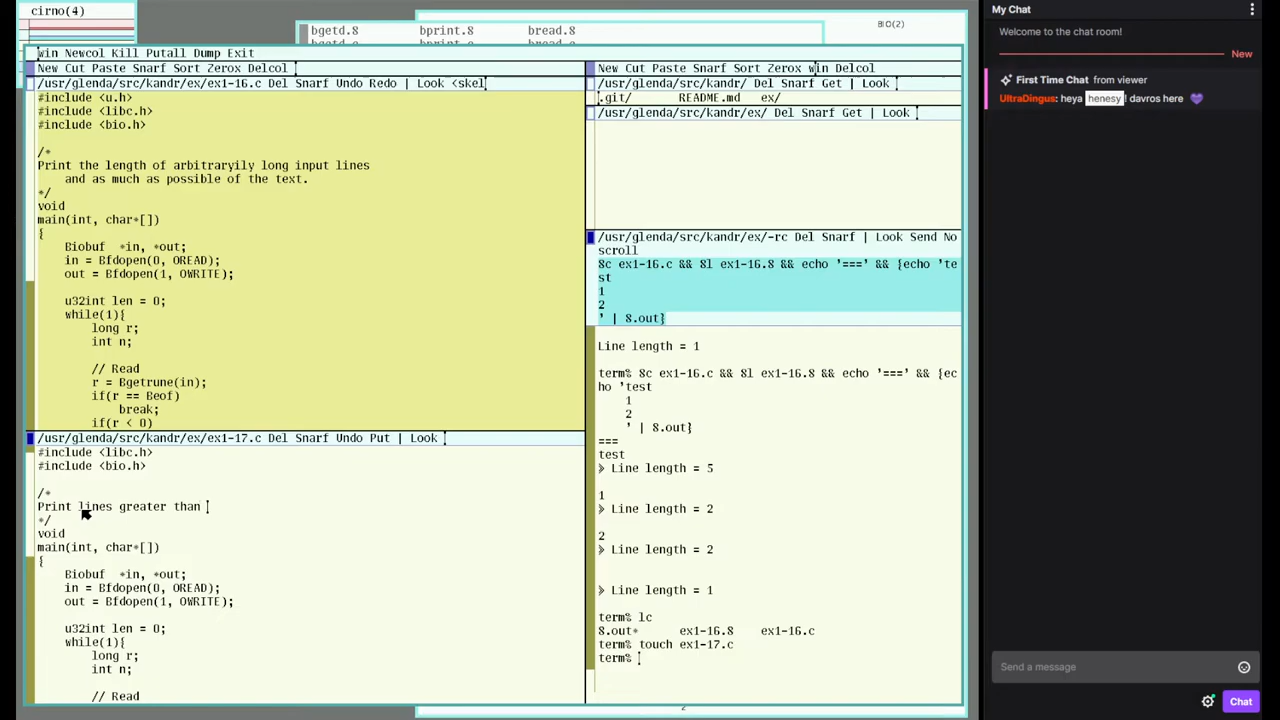 cirno(4)
bgetd.8 bprint.8 bread.8
BIO(2)
win Newcol Kill Putall Dump Exit
New Cut Paste Snarf Sort Zerox Delcol
/usr/glenda/src/kandr/ex/ex1-16.c Del Snarf Undo Redo | Look <skel
#include <u.h>
#include <libc.h>
#include <bio.h>
/*
Print the length of arbitraryily long input lines
and as much as possible of the text.
*/
void
main(int, char*[])
{
Biobuf *in, *out;
in = Bfdopen(0, OREAD);
out = Bfdopen(1, OWRITE);
u32int len = 0;
while(1){
long r;
int n;
// Read
r = Bgetrune(in);
if(r == Beof)
break;
if(r < 0)
/usr/glenda/src/kandr/ex/ex1-17.c Del Snarf Undo Put | Look
#include <libc.h>
#include <bio.h>
/*
Print lines greater than
*/
void
main(int, char*[])
{
Biobuf *in, *out;
in = Bfdopen(0, OREAD);
out = Bfdopen(1, OWRITE);
u32int len = 0;
while(1){
long r;
int n;
// Read
New Cut Paste Snarf Sort Zerox win Delcol
/usr/glenda/src/kandr/ Del Snarf Get | Look
.git/ README.md ex/
/usr/glenda/src/kandr/ex/ Del Snarf Get | Look
/usr/glenda/src/kandr/ex/-rc Del Snarf | Look Send No
scroll
8c ex1-16.c && 8l ex1-16.8 && echo '===' && {echo 'te
st
1
2
' | 8.out}
Line length = 1
term% 8c ex1-16.c && 8l ex1-16.8 && echo '===' && {ec
ho 'test
1
2
' | 8.out}
===
test
» Line length = 5
1
» Line length = 2
2
» Line length = 2
» Line length = 1
term% lc
8.out* ex1-16.8 ex1-16.c
term% touch ex1-17.c
term%
2
My Chat
Welcome to the chat room!
New
First Time Chat from viewer
UltraDingus: heya henesy I davros here
Send a message
Chat